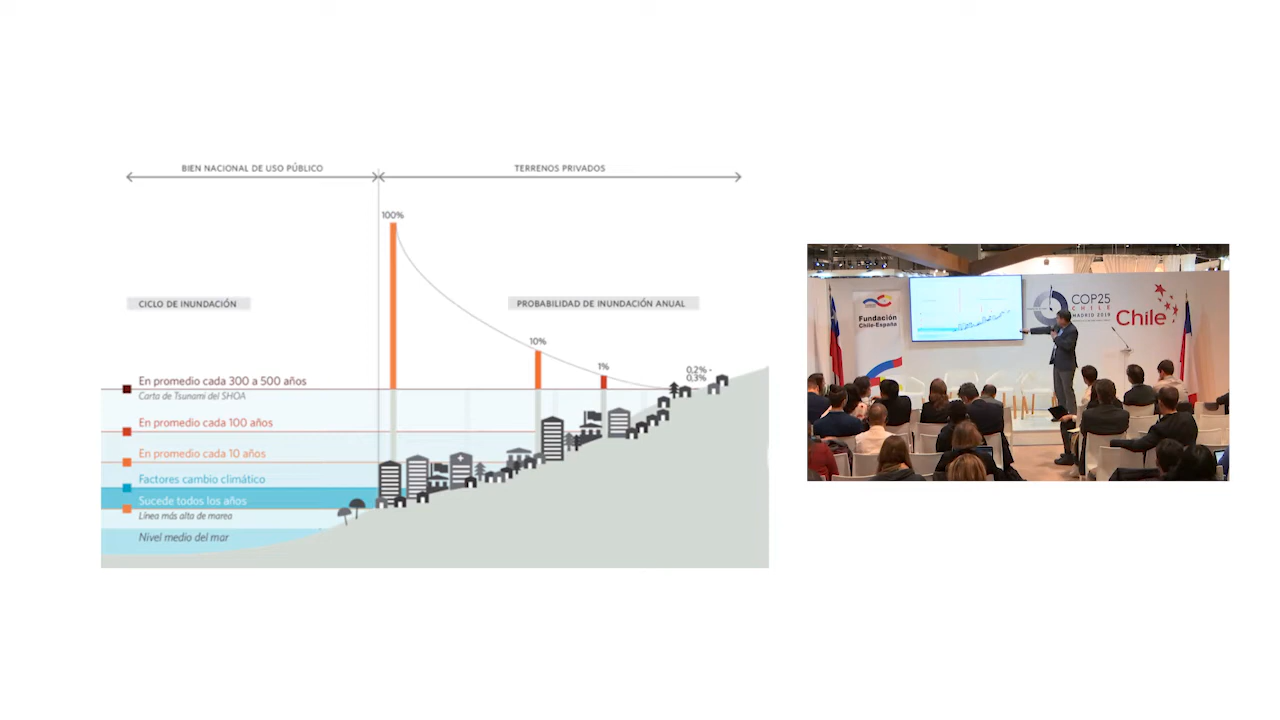 BIEN NACIONAL DE USO PÚBLICO
TERRENOS PRIVADOS
100%
CICLO DE INUNDACIÓN
PROBABILIDAD DE INUNDACIÓN ANUAL
10%
1%
0,2% -
0,3%
En promedio cada 300 a 500 años
Carta de Tsunami del SHOA
En promedio cada 100 años
En promedio cada 10 años
Factores cambio climático
Sucede todos los años
Línea más alta de marea
Nivel medio del mar
Fundación
Chile-España
COP25
CHILE
MADRID 2019
Chile